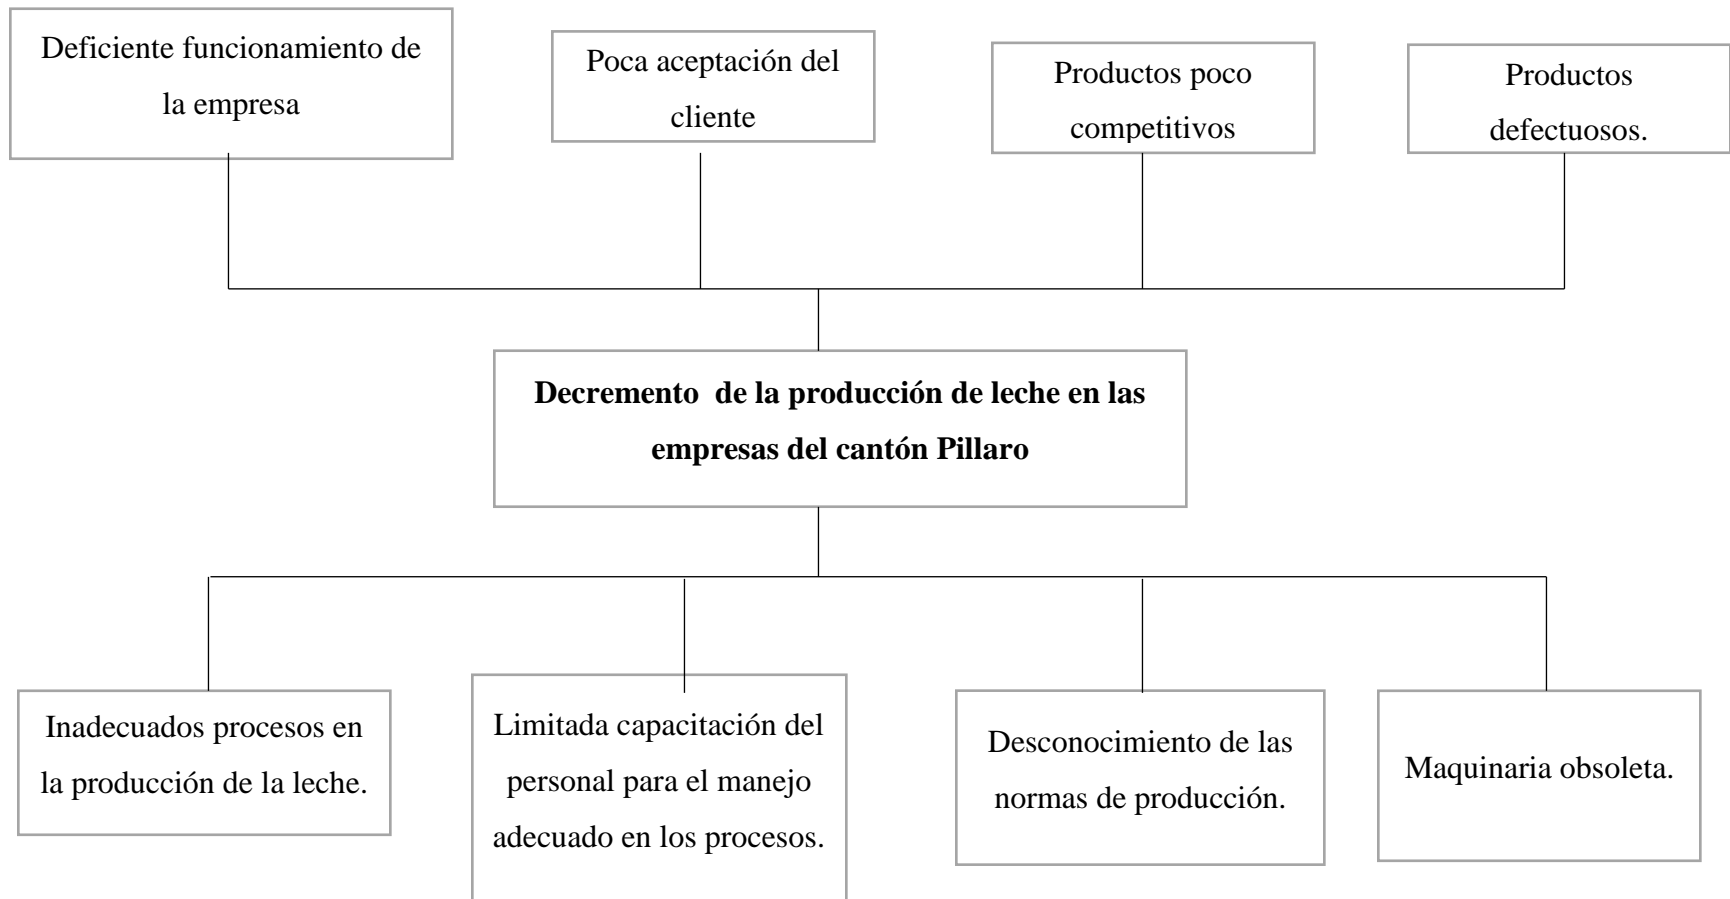 Deficiente funcionamiento de
la empresa
Poca aceptación del
cliente
Productos poco
competitivos
Productos
defectuosos.
Decremento  de la producción de leche en las
empresas del cantón Pillaro
Inadecuados procesos en
la producción de la leche.
Limitada capacitación del
personal para el manejo
adecuado en los procesos.
Desconocimiento de las
normas de producción.
Maquinaria obsoleta.